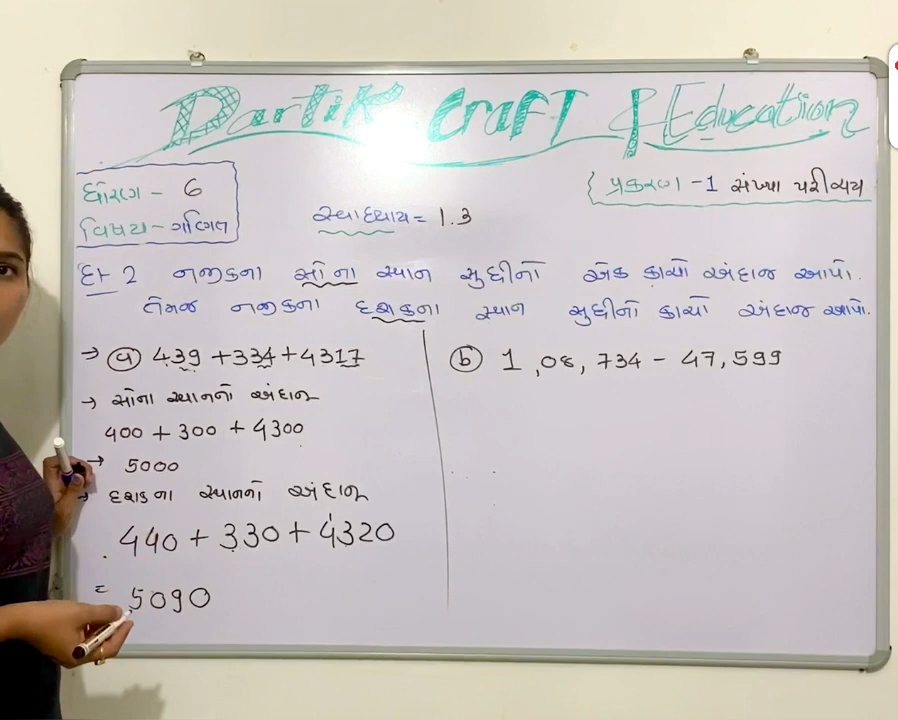 Dartik Craft & Education
ધોરણ - 6
વિષય - ગણિત
પ્રકરણ -1 સંખ્યા પરીચય
સ્વાધ્યાય = 1.3
પ્ર 2 નજીકના સોના સ્થાન સુધીનો એક કાચો અંદાજ આપો.
તેમજ નજીકના દશકના સ્થાન સુધીનો કાચો અંદાજ આપો.
→ ⓐ 439 + 334 + 4317
→ સોના સ્થાનનો અંદાજ
400 + 300 + 4300
→ 5000
→ દશકના સ્થાનનો અંદાજ
440 + 330 + 4320
= 5090
ⓑ 1,08,734 - 47,599